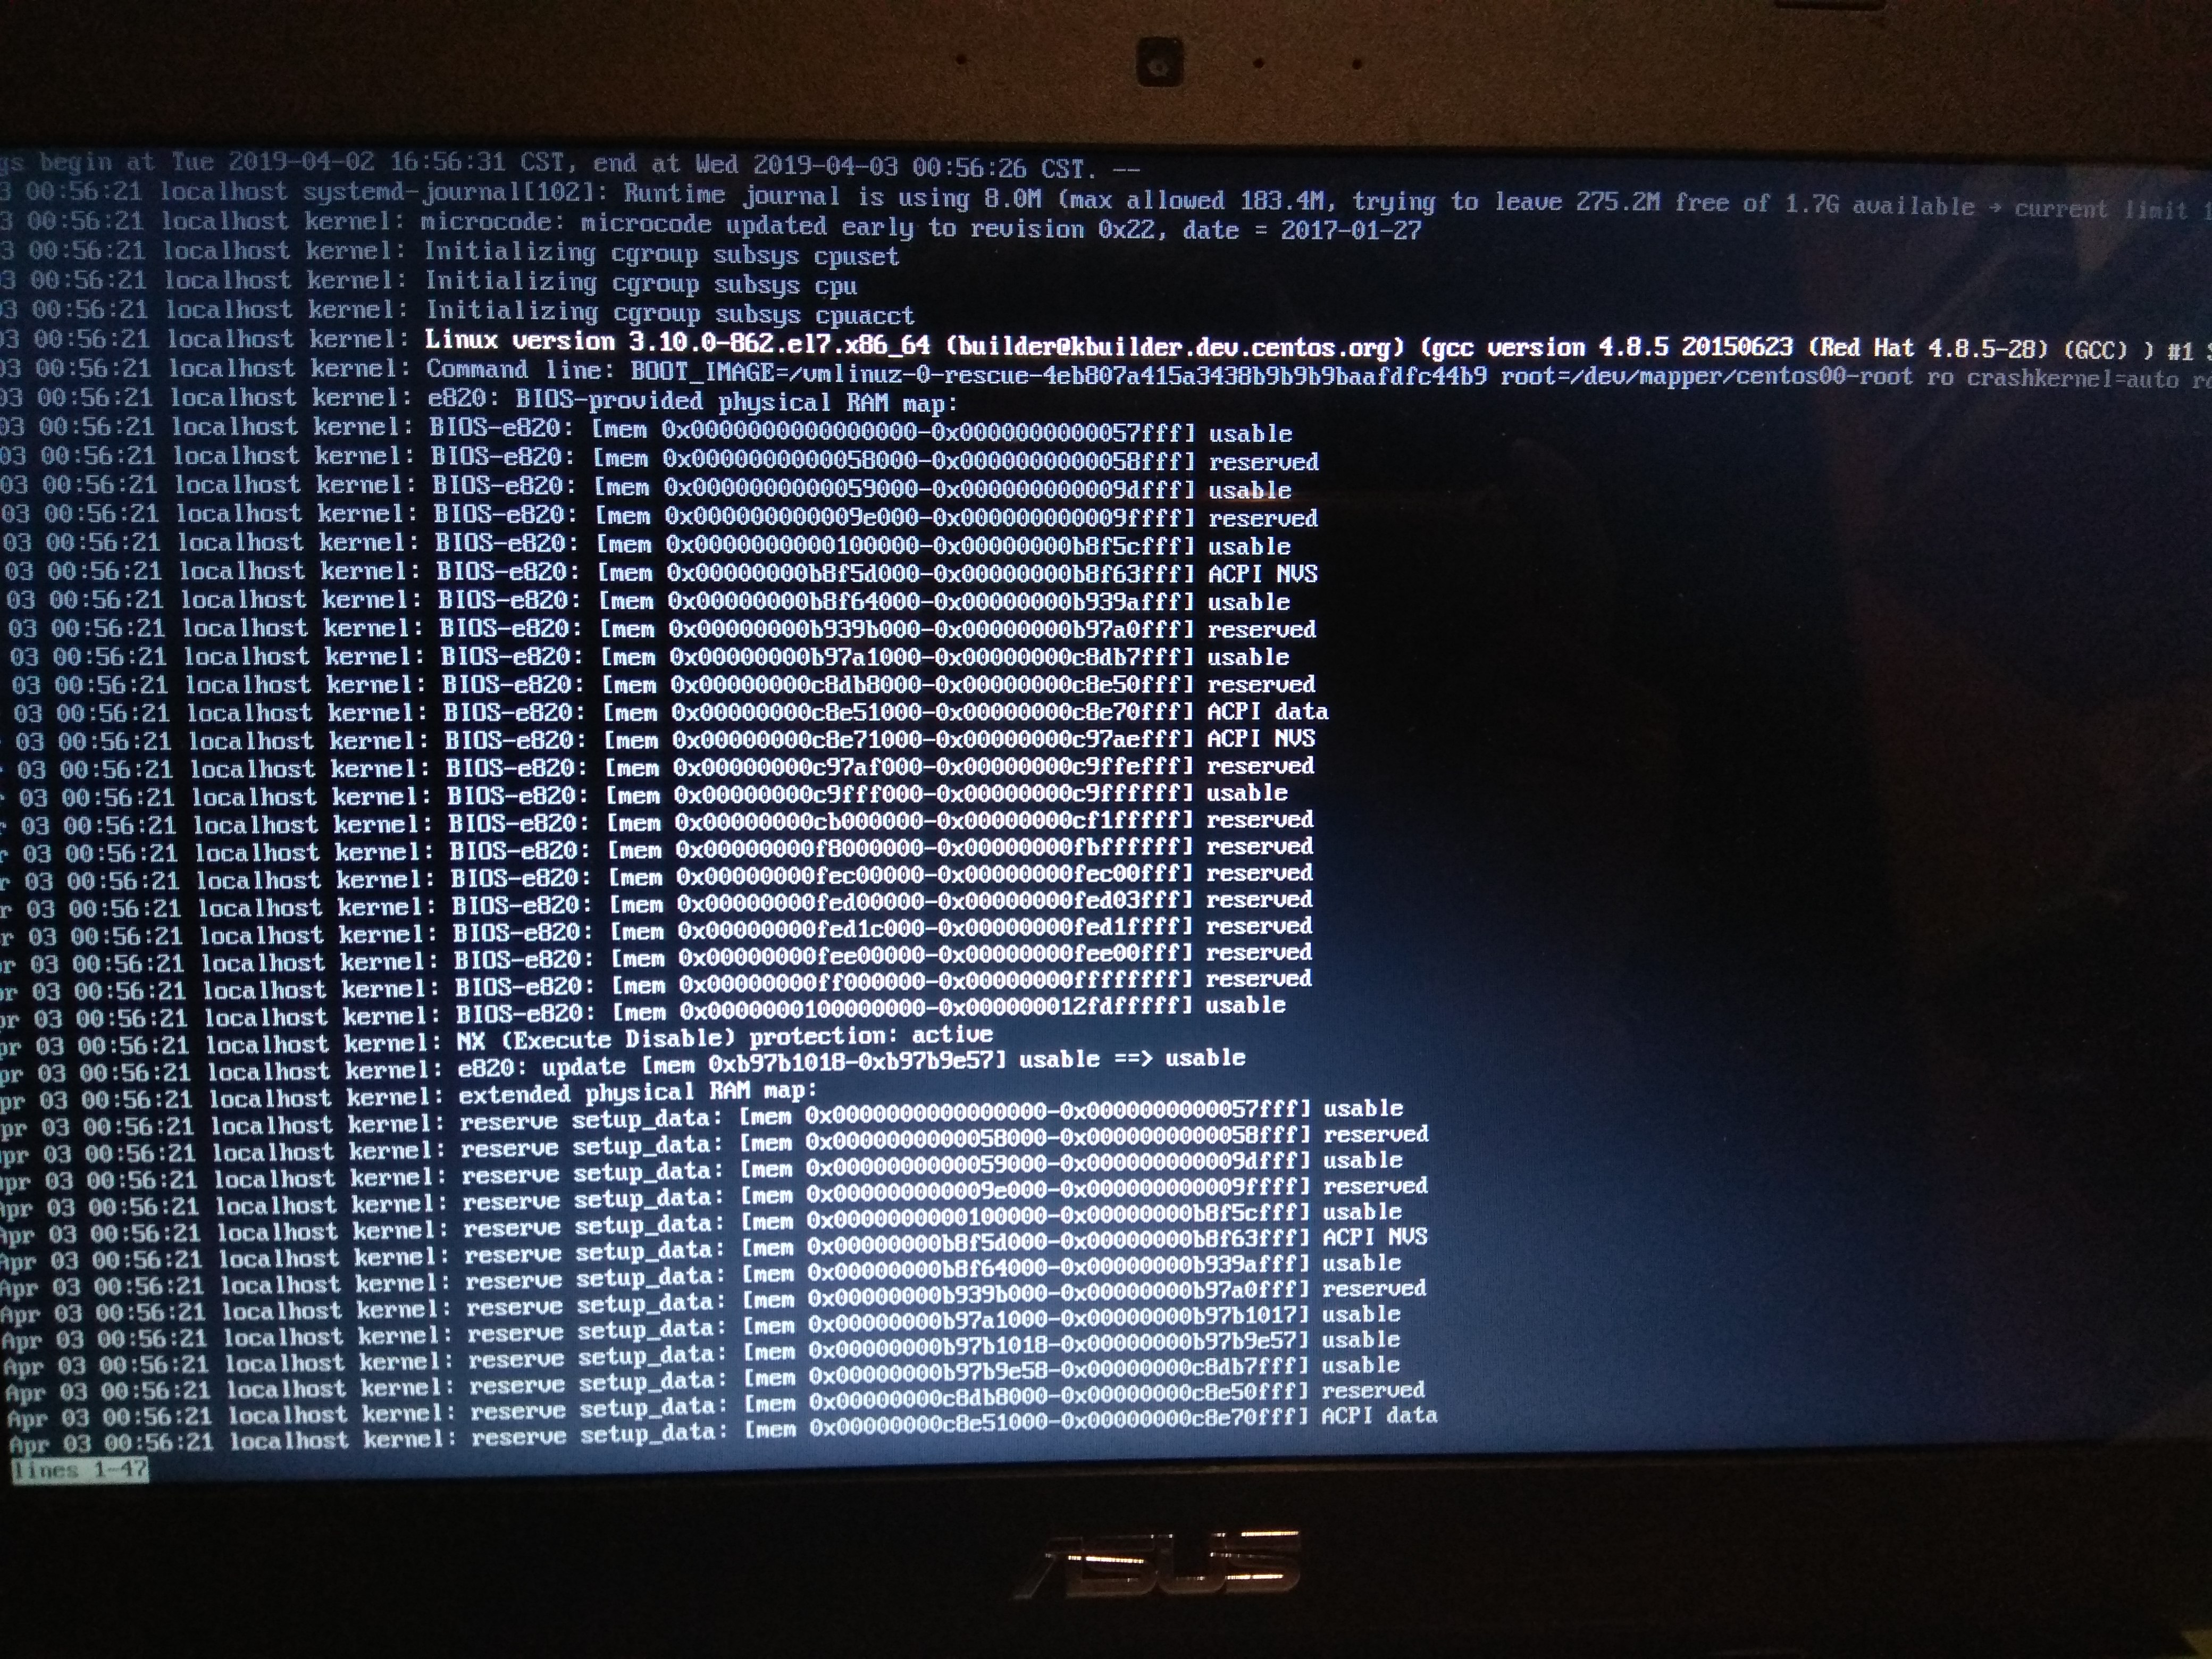 gs begin at Tue 2019-04-02 16:56:31 CST, end at Wed 2019-04-03 00:56:26 CST. --
3 00:56:21 localhost systemd-journal[102]: Runtime journal is using 8.0M (max allowed 183.4M, trying to leave 275.2M free of 1.7G available → current limit
3 00:56:21 localhost kernel: microcode: microcode updated early to revision 0x22, date = 2017-01-27
3 00:56:21 localhost kernel: Initializing cgroup subsys cpuset
3 00:56:21 localhost kernel: Initializing cgroup subsys cpu
03 00:56:21 localhost kernel: Initializing cgroup subsys cpuacct
03 00:56:21 localhost kernel: Linux version 3.10.0-862.el7.x86_64 (builder@kbuilder.dev.centos.org) (gcc version 4.8.5 20150623 (Red Hat 4.8.5-28) (GCC) ) #1
03 00:56:21 localhost kernel: Command line: BOOT_IMAGE=/vmlinuz-0-rescue-4eb807a415a3438b9b9b9baafdfc44b9 root=/dev/mapper/centos00-root ro crashkernel=auto
03 00:56:21 localhost kernel: e820: BIOS-provided physical RAM map:
03 00:56:21 localhost kernel: BIOS-e820: [mem 0x0000000000000000-0x0000000000057fff] usable
03 00:56:21 localhost kernel: BIOS-e820: [mem 0x0000000000058000-0x0000000000058fff] reserved
03 00:56:21 localhost kernel: BIOS-e820: [mem 0x0000000000059000-0x000000000009dfff] usable
03 00:56:21 localhost kernel: BIOS-e820: [mem 0x000000000009e000-0x000000000009ffff] reserved
03 00:56:21 localhost kernel: BIOS-e820: [mem 0x0000000000100000-0x00000000b8f5cfff] usable
03 00:56:21 localhost kernel: BIOS-e820: [mem 0x00000000b8f5d000-0x00000000b8f63fff] ACPI NVS
03 00:56:21 localhost kernel: BIOS-e820: [mem 0x00000000b8f64000-0x00000000b939afff] usable
03 00:56:21 localhost kernel: BIOS-e820: [mem 0x00000000b939b000-0x00000000b97a0fff] reserved
03 00:56:21 localhost kernel: BIOS-e820: [mem 0x00000000b97a1000-0x00000000c8db7fff] usable
03 00:56:21 localhost kernel: BIOS-e820: [mem 0x00000000c8db8000-0x00000000c8e50fff] reserved
03 00:56:21 localhost kernel: BIOS-e820: [mem 0x00000000c8e51000-0x00000000c8e70fff] ACPI data
03 00:56:21 localhost kernel: BIOS-e820: [mem 0x00000000c8e71000-0x00000000c97aefff] ACPI NVS
03 00:56:21 localhost kernel: BIOS-e820: [mem 0x00000000c97af000-0x00000000c9ffefff] reserved
r 03 00:56:21 localhost kernel: BIOS-e820: [mem 0x00000000c9fff000-0x00000000c9ffffff] usable
r 03 00:56:21 localhost kernel: BIOS-e820: [mem 0x00000000cb000000-0x00000000cf1fffff] reserved
r 03 00:56:21 localhost kernel: BIOS-e820: [mem 0x00000000f8000000-0x00000000fbffffff] reserved
r 03 00:56:21 localhost kernel: BIOS-e820: [mem 0x00000000fec00000-0x00000000fec00fff] reserved
r 03 00:56:21 localhost kernel: BIOS-e820: [mem 0x00000000fed00000-0x00000000fed03fff] reserved
r 03 00:56:21 localhost kernel: BIOS-e820: [mem 0x00000000fed1c000-0x00000000fed1ffff] reserved
pr 03 00:56:21 localhost kernel: BIOS-e820: [mem 0x00000000fee00000-0x00000000fee00fff] reserved
pr 03 00:56:21 localhost kernel: BIOS-e820: [mem 0x00000000ff000000-0x00000000ffffffff] reserved
pr 03 00:56:21 localhost kernel: BIOS-e820: [mem 0x0000000100000000-0x000000012fdfffff] usable
pr 03 00:56:21 localhost kernel: NX (Execute Disable) protection: active
pr 03 00:56:21 localhost kernel: e820: update [mem 0xb97b1018-0xb97b9e57] usable ==> usable
pr 03 00:56:21 localhost kernel: extended physical RAM map:
pr 03 00:56:21 localhost kernel: reserve setup_data: [mem 0x0000000000000000-0x0000000000057fff] usable
pr 03 00:56:21 localhost kernel: reserve setup_data: [mem 0x0000000000058000-0x0000000000058fff] reserved
pr 03 00:56:21 localhost kernel: reserve setup_data: [mem 0x0000000000059000-0x000000000009dfff] usable
Apr 03 00:56:21 localhost kernel: reserve setup_data: [mem 0x000000000009e000-0x000000000009ffff] reserved
Apr 03 00:56:21 localhost kernel: reserve setup_data: [mem 0x0000000000100000-0x00000000b8f5cfff] usable
Apr 03 00:56:21 localhost kernel: reserve setup_data: [mem 0x00000000b8f5d000-0x00000000b8f63fff] ACPI NVS
Apr 03 00:56:21 localhost kernel: reserve setup_data: [mem 0x00000000b8f64000-0x00000000b939afff] usable
Apr 03 00:56:21 localhost kernel: reserve setup_data: [mem 0x00000000b939b000-0x00000000b97a0fff] reserved
Apr 03 00:56:21 localhost kernel: reserve setup_data: [mem 0x00000000b97a1000-0x00000000b97b1017] usable
Apr 03 00:56:21 localhost kernel: reserve setup_data: [mem 0x00000000b97b1018-0x00000000b97b9e57] usable
Apr 03 00:56:21 localhost kernel: reserve setup_data: [mem 0x00000000b97b9e58-0x00000000c8db7fff] usable
Apr 03 00:56:21 localhost kernel: reserve setup_data: [mem 0x00000000c8db8000-0x00000000c8e50fff] reserved
Apr 03 00:56:21 localhost kernel: reserve setup_data: [mem 0x00000000c8e51000-0x00000000c8e70fff] ACPI data
lines 1-47
ASUS